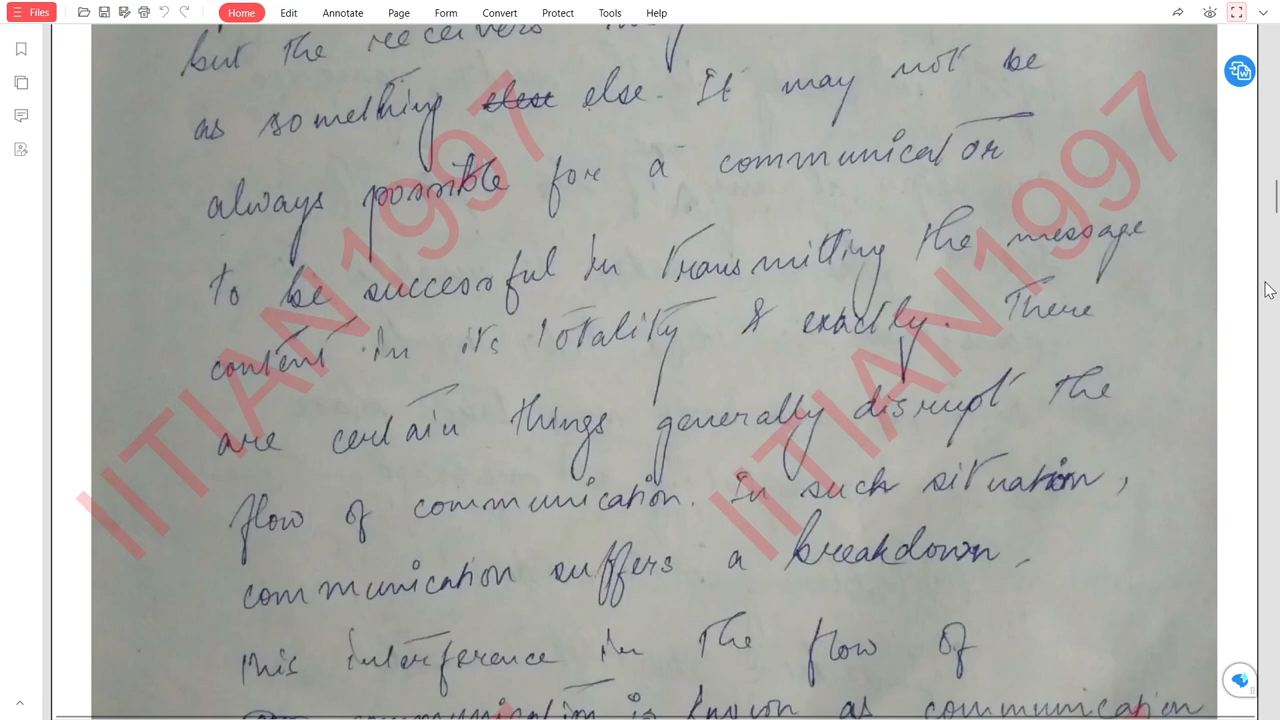 Files
Home
Edit
Annotate
Page
Form
Convert
Protect
Tools
Help
but the receivers
as something else. It may not be
always possible for a communicator
to be successful in transmitting the message
content in its totality & exactly. There
are certain things generally disrupt the
flow of communication. In such situation,
communication suffers a breakdown.
This interference in the flow of
communication is known as communication
IITIAN1997
IITIAN1997